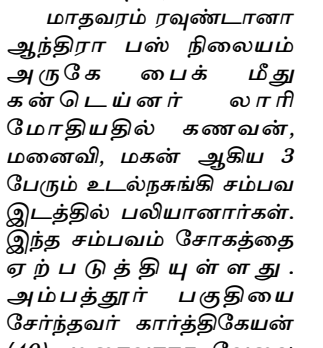 மாதவரம் ரவுண்டானா
ஆந்திரா பஸ் நிலையம்
அருகே பைக் மீது
கன்டெய்னர் லாரி
மோதியதில் கணவன்,
மனைவி, மகன் ஆகிய 3
பேரும் உடல்நசுங்கி சம்பவ
இடத்தில் பலியானார்கள்.
இந்த சம்பவம் சோகத்தை
ஏற்படுத்தியுள்ளது.
அம்பத்தூர் பகுதியை
சேர்ந்தவர் கார்த்திகேயன்